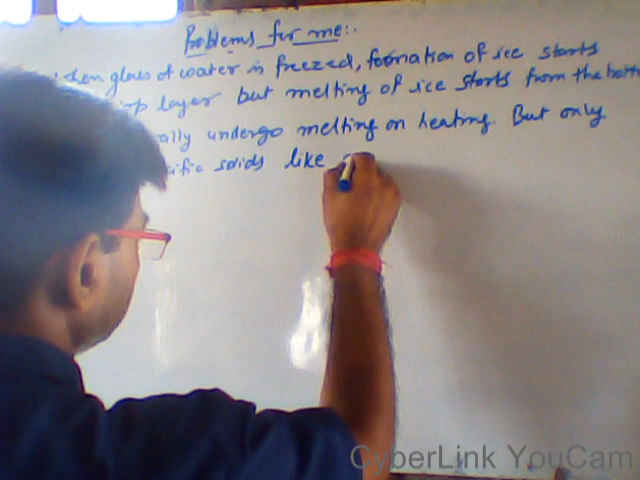 Problems for me:-
when glass of water is freezed, formation of ice starts
top layer but melting of ice starts from the botto
ally undergo melting on heating. But only
cific solids like
CyberLink YouCam